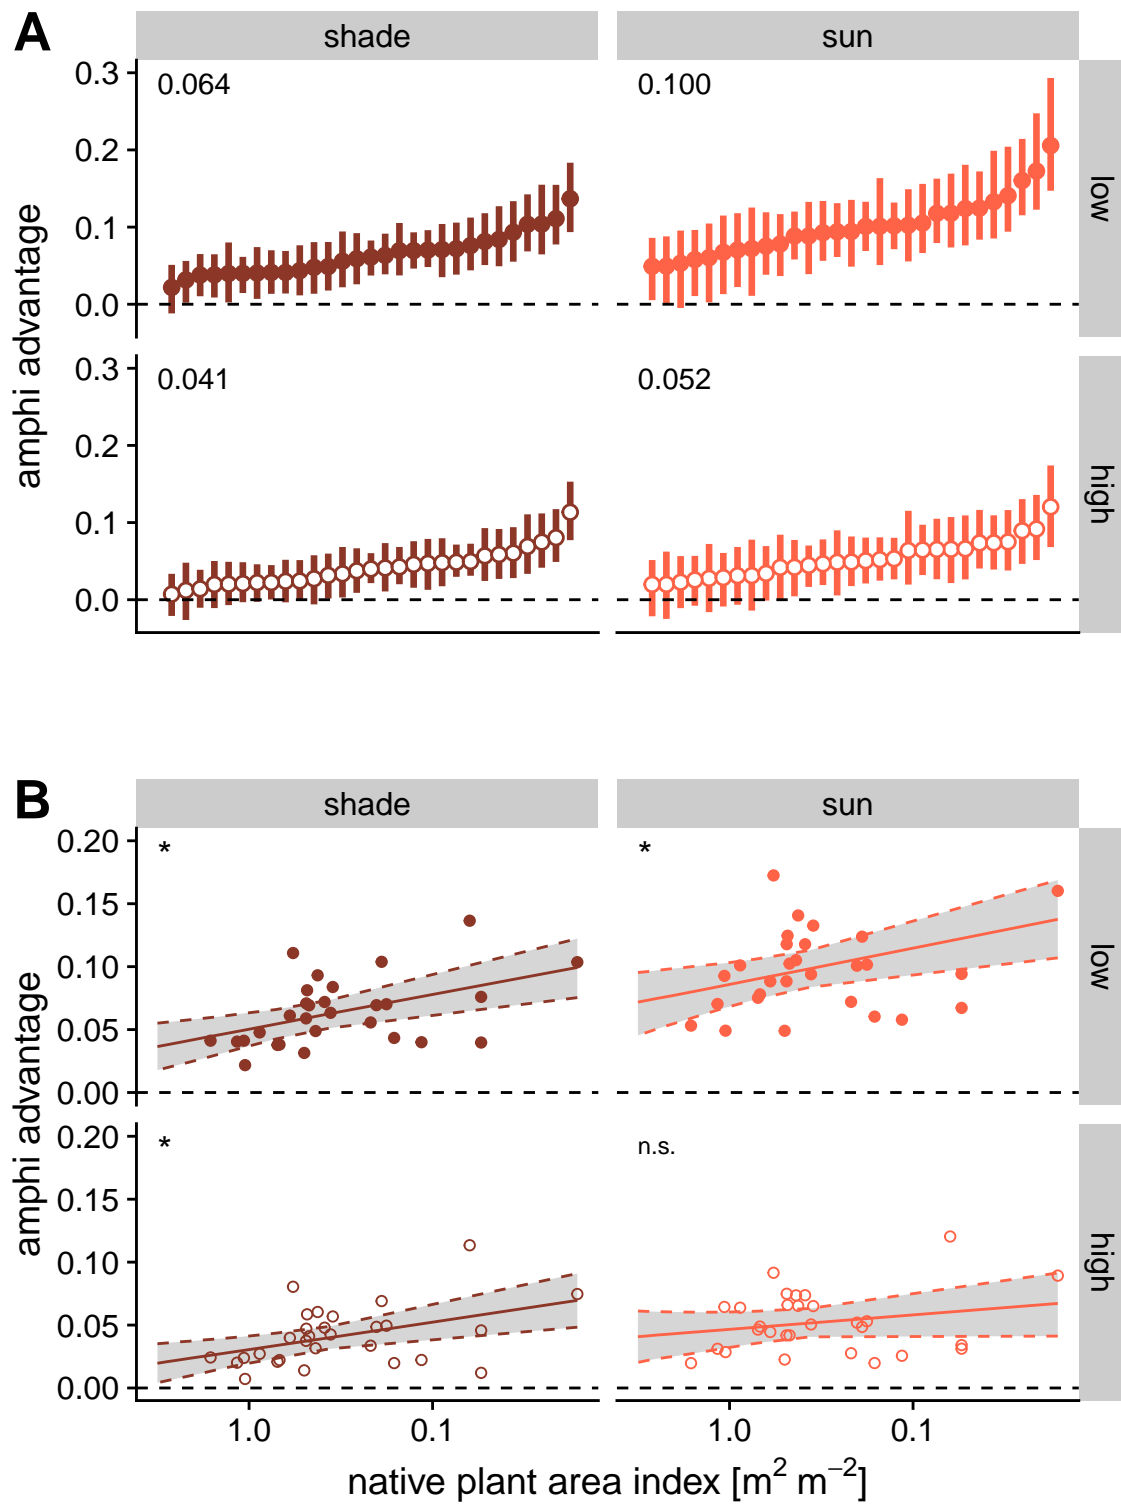 A
shade
sun
0.3
0.2
0.1
0.0
0.064
0.100
low
amphi advantage
0.3
0.2
0.1
0.0
0.041
0.052
high
B
shade
sun
0.20
0.15
0.10
0.05
0.00
*
*
low
amphi advantage
0.20
0.15
0.10
0.05
0.00
*
n.s.
high
1.0
0.1
1.0
0.1
native plant area index [m² m⁻²]